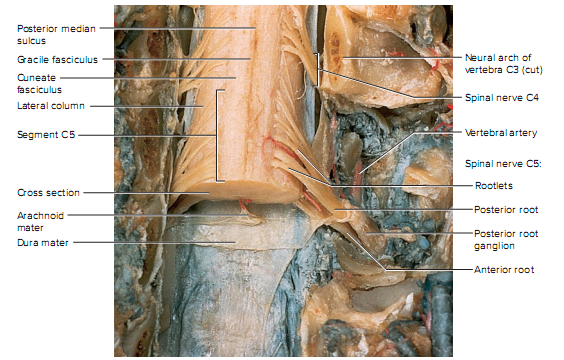 Posterior median
sulcus
Gracile fasciculus
Cuneate
fasciculus
Lateral column
Segment C5
Cross section
Arachnoid
mater
Dura mater
Neural arch of
vertebra C3 (cut)
Spinal nerve C4
Vertebral artery
Spinal nerve C5:
Rootlets
Posterior root
Posterior root
ganglion
Anterior root